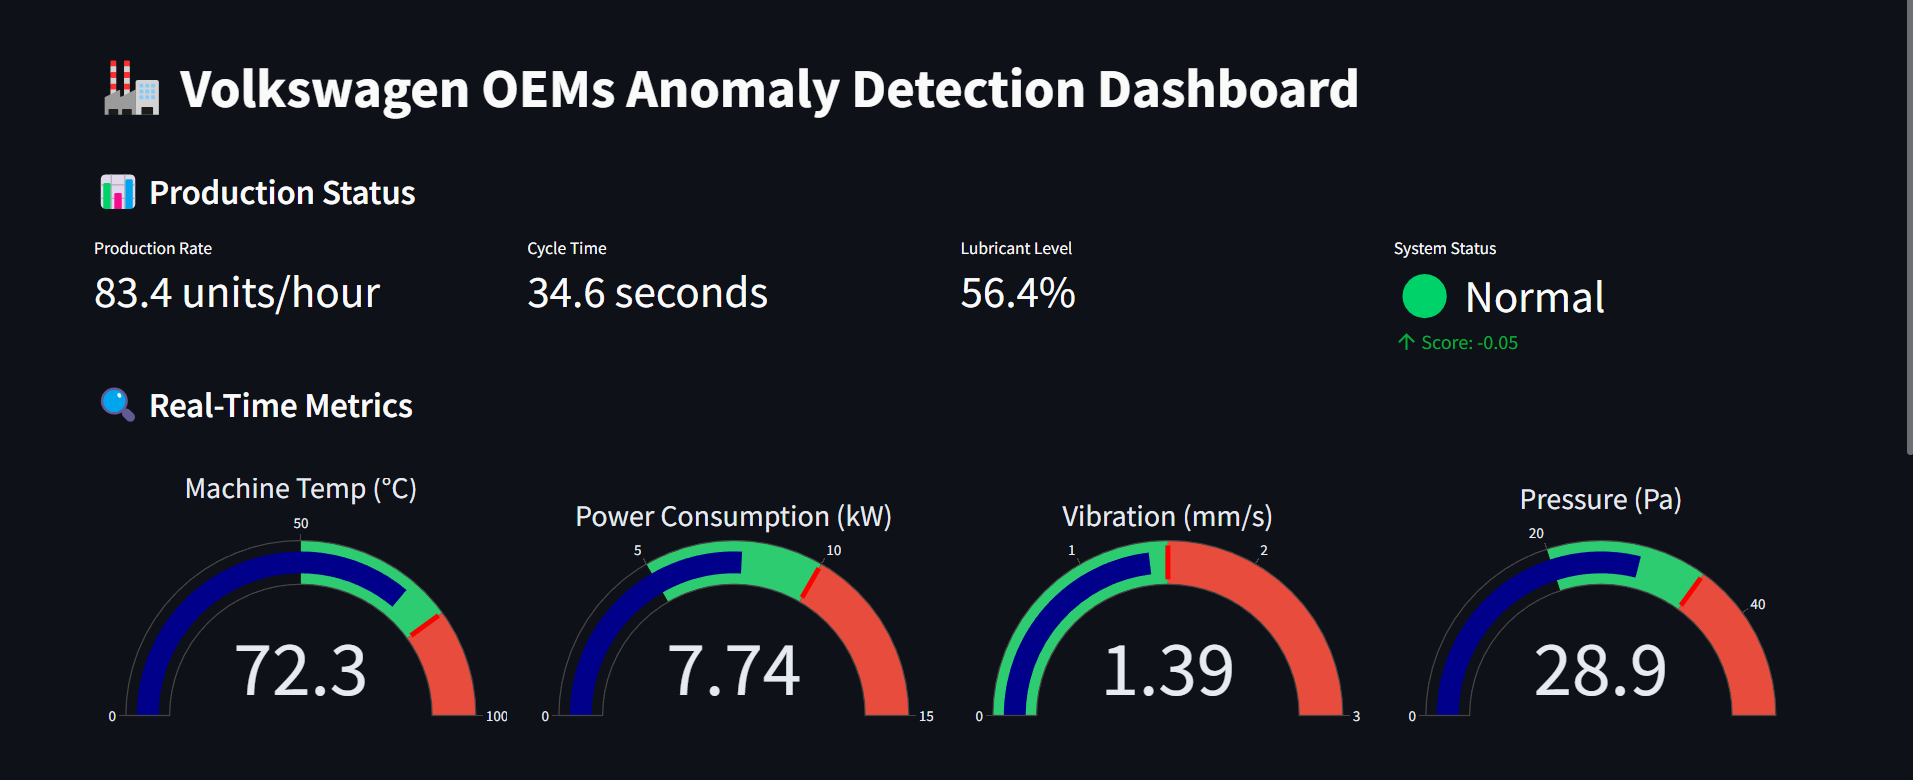 Volkswagen OEMs Anomaly Detection Dashboard
Production Status
Production Rate
83.4 units/hour
Cycle Time
34.6 seconds
Lubricant Level
56.4%
System Status
Normal
↑ Score: -0.05
Real-Time Metrics
Machine Temp (°C)
50
0
100
72.3
Power Consumption (kW)
5
10
0
15
7.74
Vibration (mm/s)
1
2
0
3
1.39
Pressure (Pa)
20
40
0
28.9